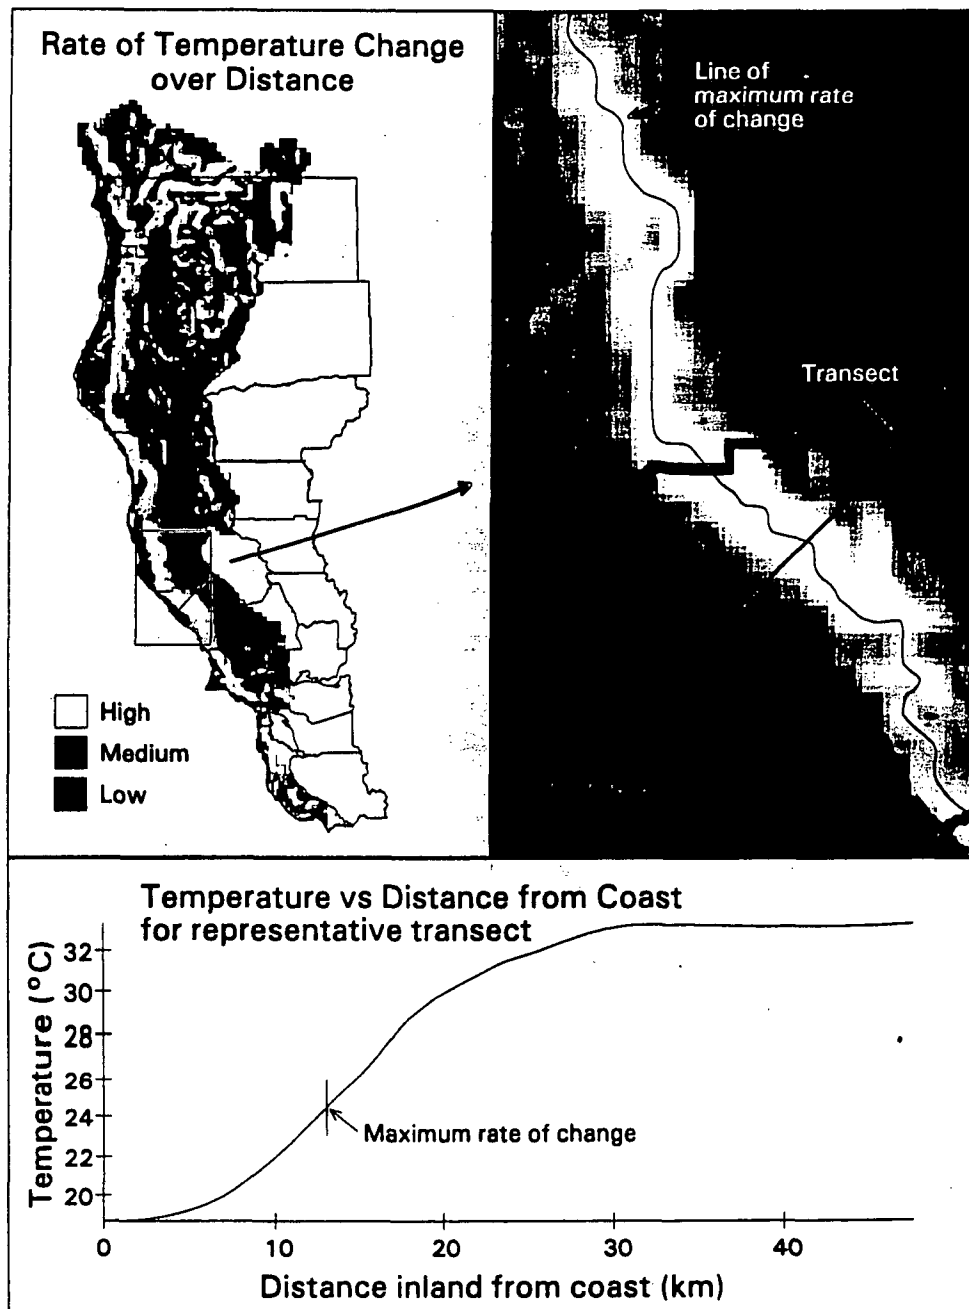 Rate of Temperature Change
over Distance
High
Medium
Low
Line of
maximum rate
of change
Transect
Temperature vs Distance from Coast
for representative transect
Temperature (°C)
32
30
28
26
24
22
20
Maximum rate of change
0
10
20
30
40
Distance inland from coast (km)